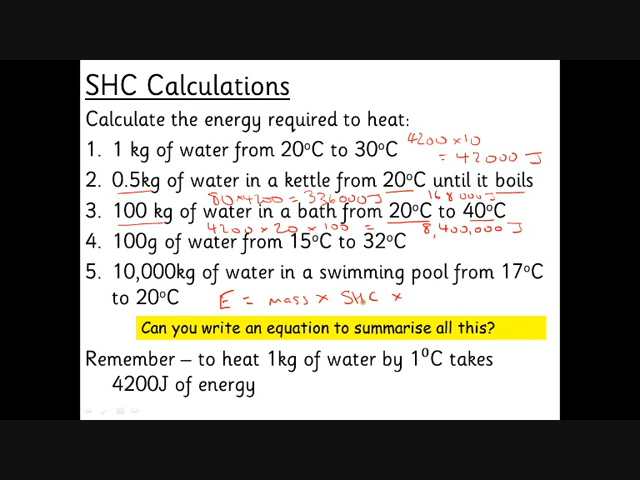 SHC Calculations
Calculate the energy required to heat:
4200 × 10
1. 1 kg of water from 20°C to 30°C
= 42000 J
2. 0.5kg of water in a kettle from 20°C until it boils
80 × 4200 = 336000J 168000J
3. 100 kg of water in a bath from 20°C to 40°C
4200 × 20 × 100 = 8,400,000 J
4. 100g of water from 15°C to 32°C
5. 10,000kg of water in a swimming pool from 17°C
to 20°C E = mass × SHC ×
Can you write an equation to summarise all this?
Remember – to heat 1kg of water by 1⁰C takes
4200J of energy